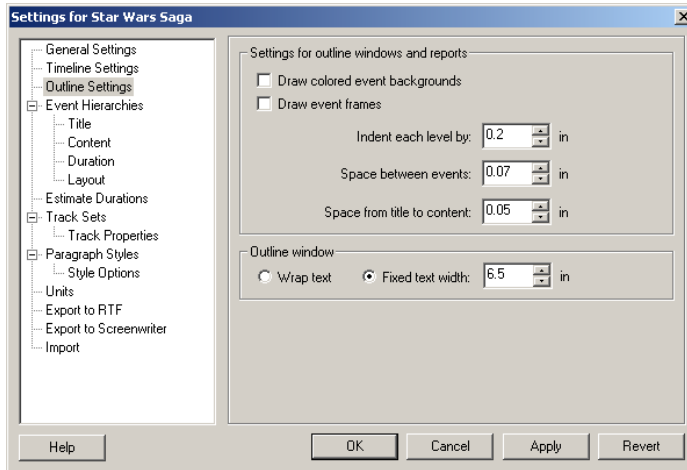 Settings for Star Wars Saga
General Settings
Timeline Settings
Outline Settings
Event Hierarchies
Title
Content
Duration
Layout
Estimate Durations
Track Sets
Track Properties
Paragraph Styles
Style Options
Units
Export to RTF
Export to Screenwriter
Import
Settings for outline windows and reports
Draw colored event backgrounds
Draw event frames
Indent each level by: 0.2 in
Space between events: 0.07 in
Space from title to content: 0.05 in
Outline window
Wrap text Fixed text width: 6.5 in
Help OK Cancel Apply Revert